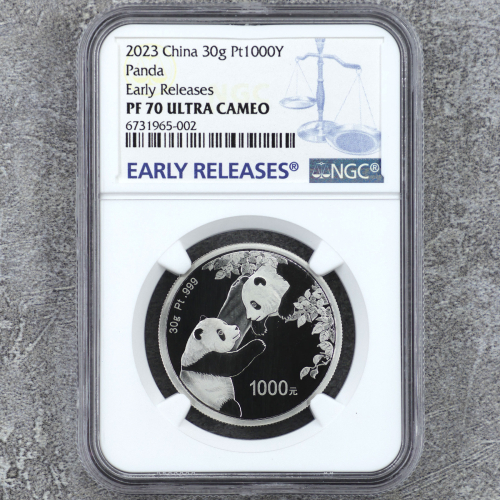 2023 China 30g Pt1000Y
Panda
Early Releases
PF 70 ULTRA CAMEO
6731965-002
EARLY RELEASES®
NGC®
30g Pt .999
1000元